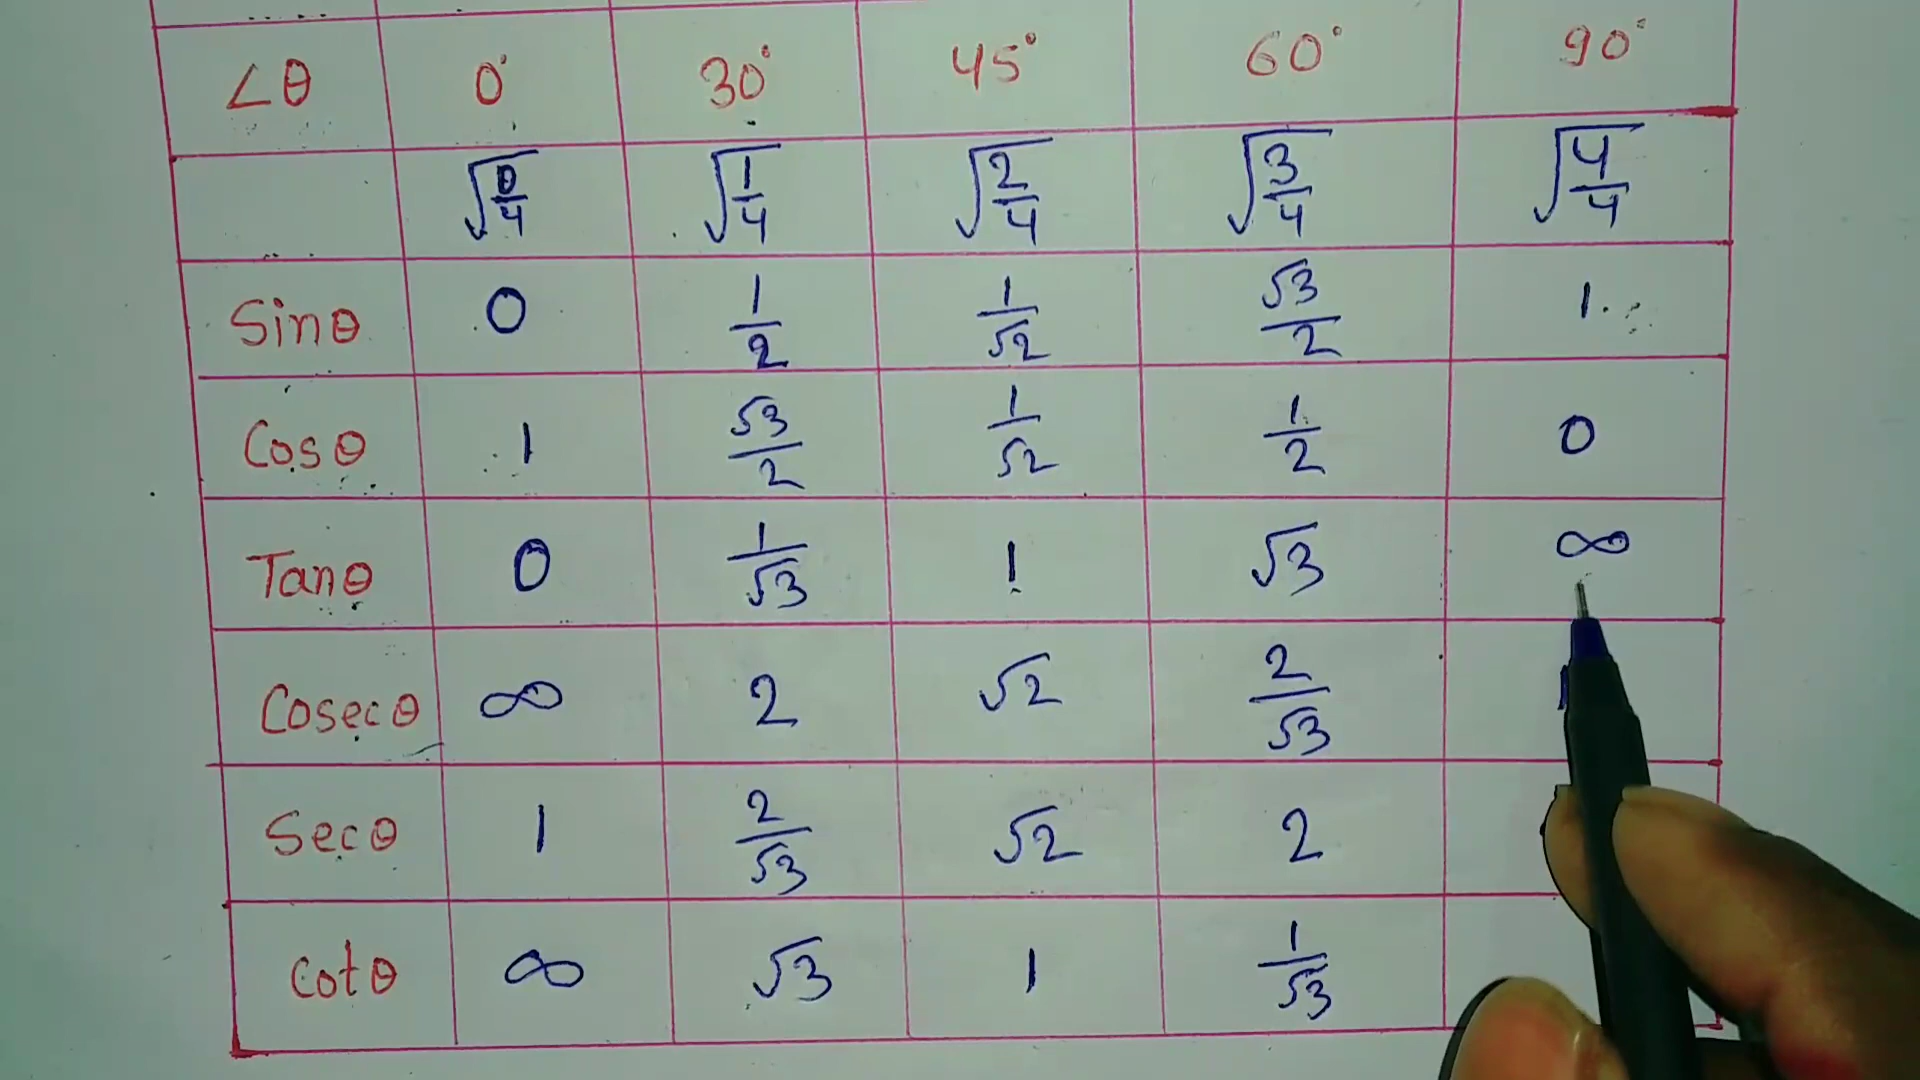 ∠θ 0° 30° 45° 60° 90°
√(0/4) √(1/4) √(2/4) √(3/4) √(4/4)
Sinθ 0 1/2 1/√2 √3/2 1
Cosθ 1 √3/2 1/√2 1/2 0
Tanθ 0 1/√3 1 √3 ∞
Cosecθ ∞ 2 √2 2/√3
Secθ 1 2/√3 √2 2
Cotθ ∞ √3 1 1/√3